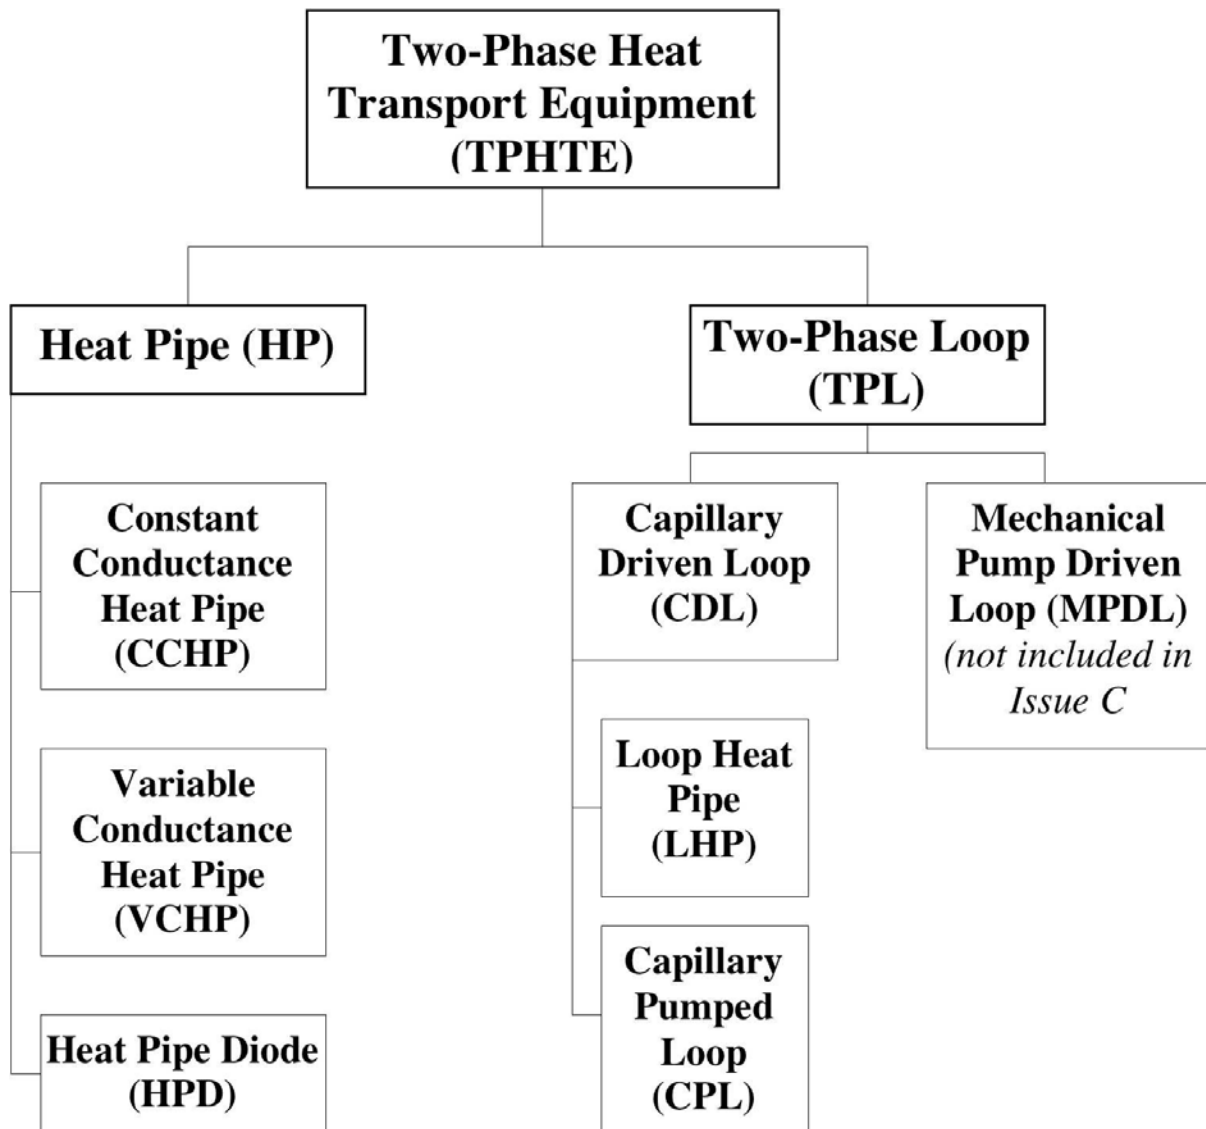 Two-Phase Heat
Transport Equipment
(TPHTE)
Heat Pipe (HP)
Two-Phase Loop
(TPL)
Constant
Conductance
Heat Pipe
(CCHP)
Variable
Conductance
Heat Pipe
(VCHP)
Heat Pipe Diode
(HPD)
Capillary
Driven Loop
(CDL)
Loop Heat
Pipe
(LHP)
Capillary
Pumped
Loop
(CPL)
Mechanical
Pump Driven
Loop (MPDL)
(not included in
Issue C